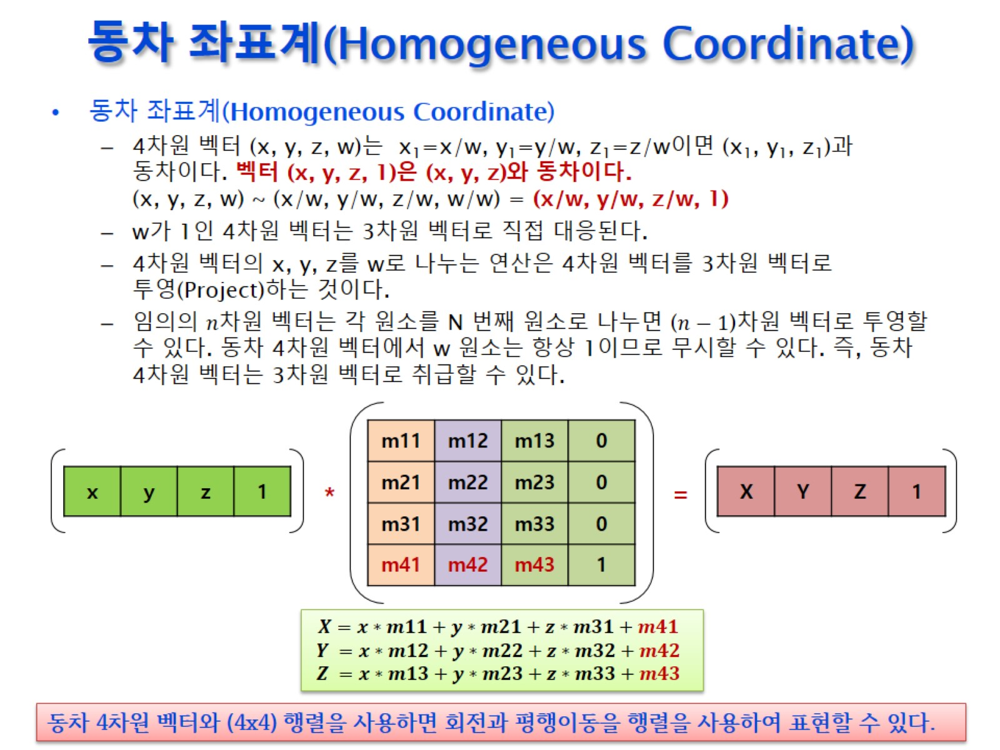 동차 좌표계(Homogeneous Coordinate)
• 동차 좌표계(Homogeneous Coordinate)
– 4차원 벡터 (x, y, z, w)는 x₁=x/w, y₁=y/w, z₁=z/w이면 (x₁, y₁, z₁)과
동차이다. 벡터 (x, y, z, 1)은 (x, y, z)와 동차이다.
(x, y, z, w) ~ (x/w, y/w, z/w, w/w) = (x/w, y/w, z/w, 1)
– w가 1인 4차원 벡터는 3차원 벡터로 직접 대응된다.
– 4차원 벡터의 x, y, z를 w로 나누는 연산은 4차원 벡터를 3차원 벡터로
투영(Project)하는 것이다.
– 임의의 n차원 벡터는 각 원소를 N 번째 원소로 나누면 (n – 1)차원 벡터로 투영할
수 있다. 동차 4차원 벡터에서 w 원소는 항상 1이므로 무시할 수 있다. 즉, 동차
4차원 벡터는 3차원 벡터로 취급할 수 있다.
x y z 1
*
m11 m12 m13 0
m21 m22 m23 0
m31 m32 m33 0
m41 m42 m43 1
=
X Y Z 1
X = x * m11 + y * m21 + z * m31 + m41
Y = x * m12 + y * m22 + z * m32 + m42
Z = x * m13 + y * m23 + z * m33 + m43
동차 4차원 벡터와 (4x4) 행렬을 사용하면 회전과 평행이동을 행렬을 사용하여 표현할 수 있다.